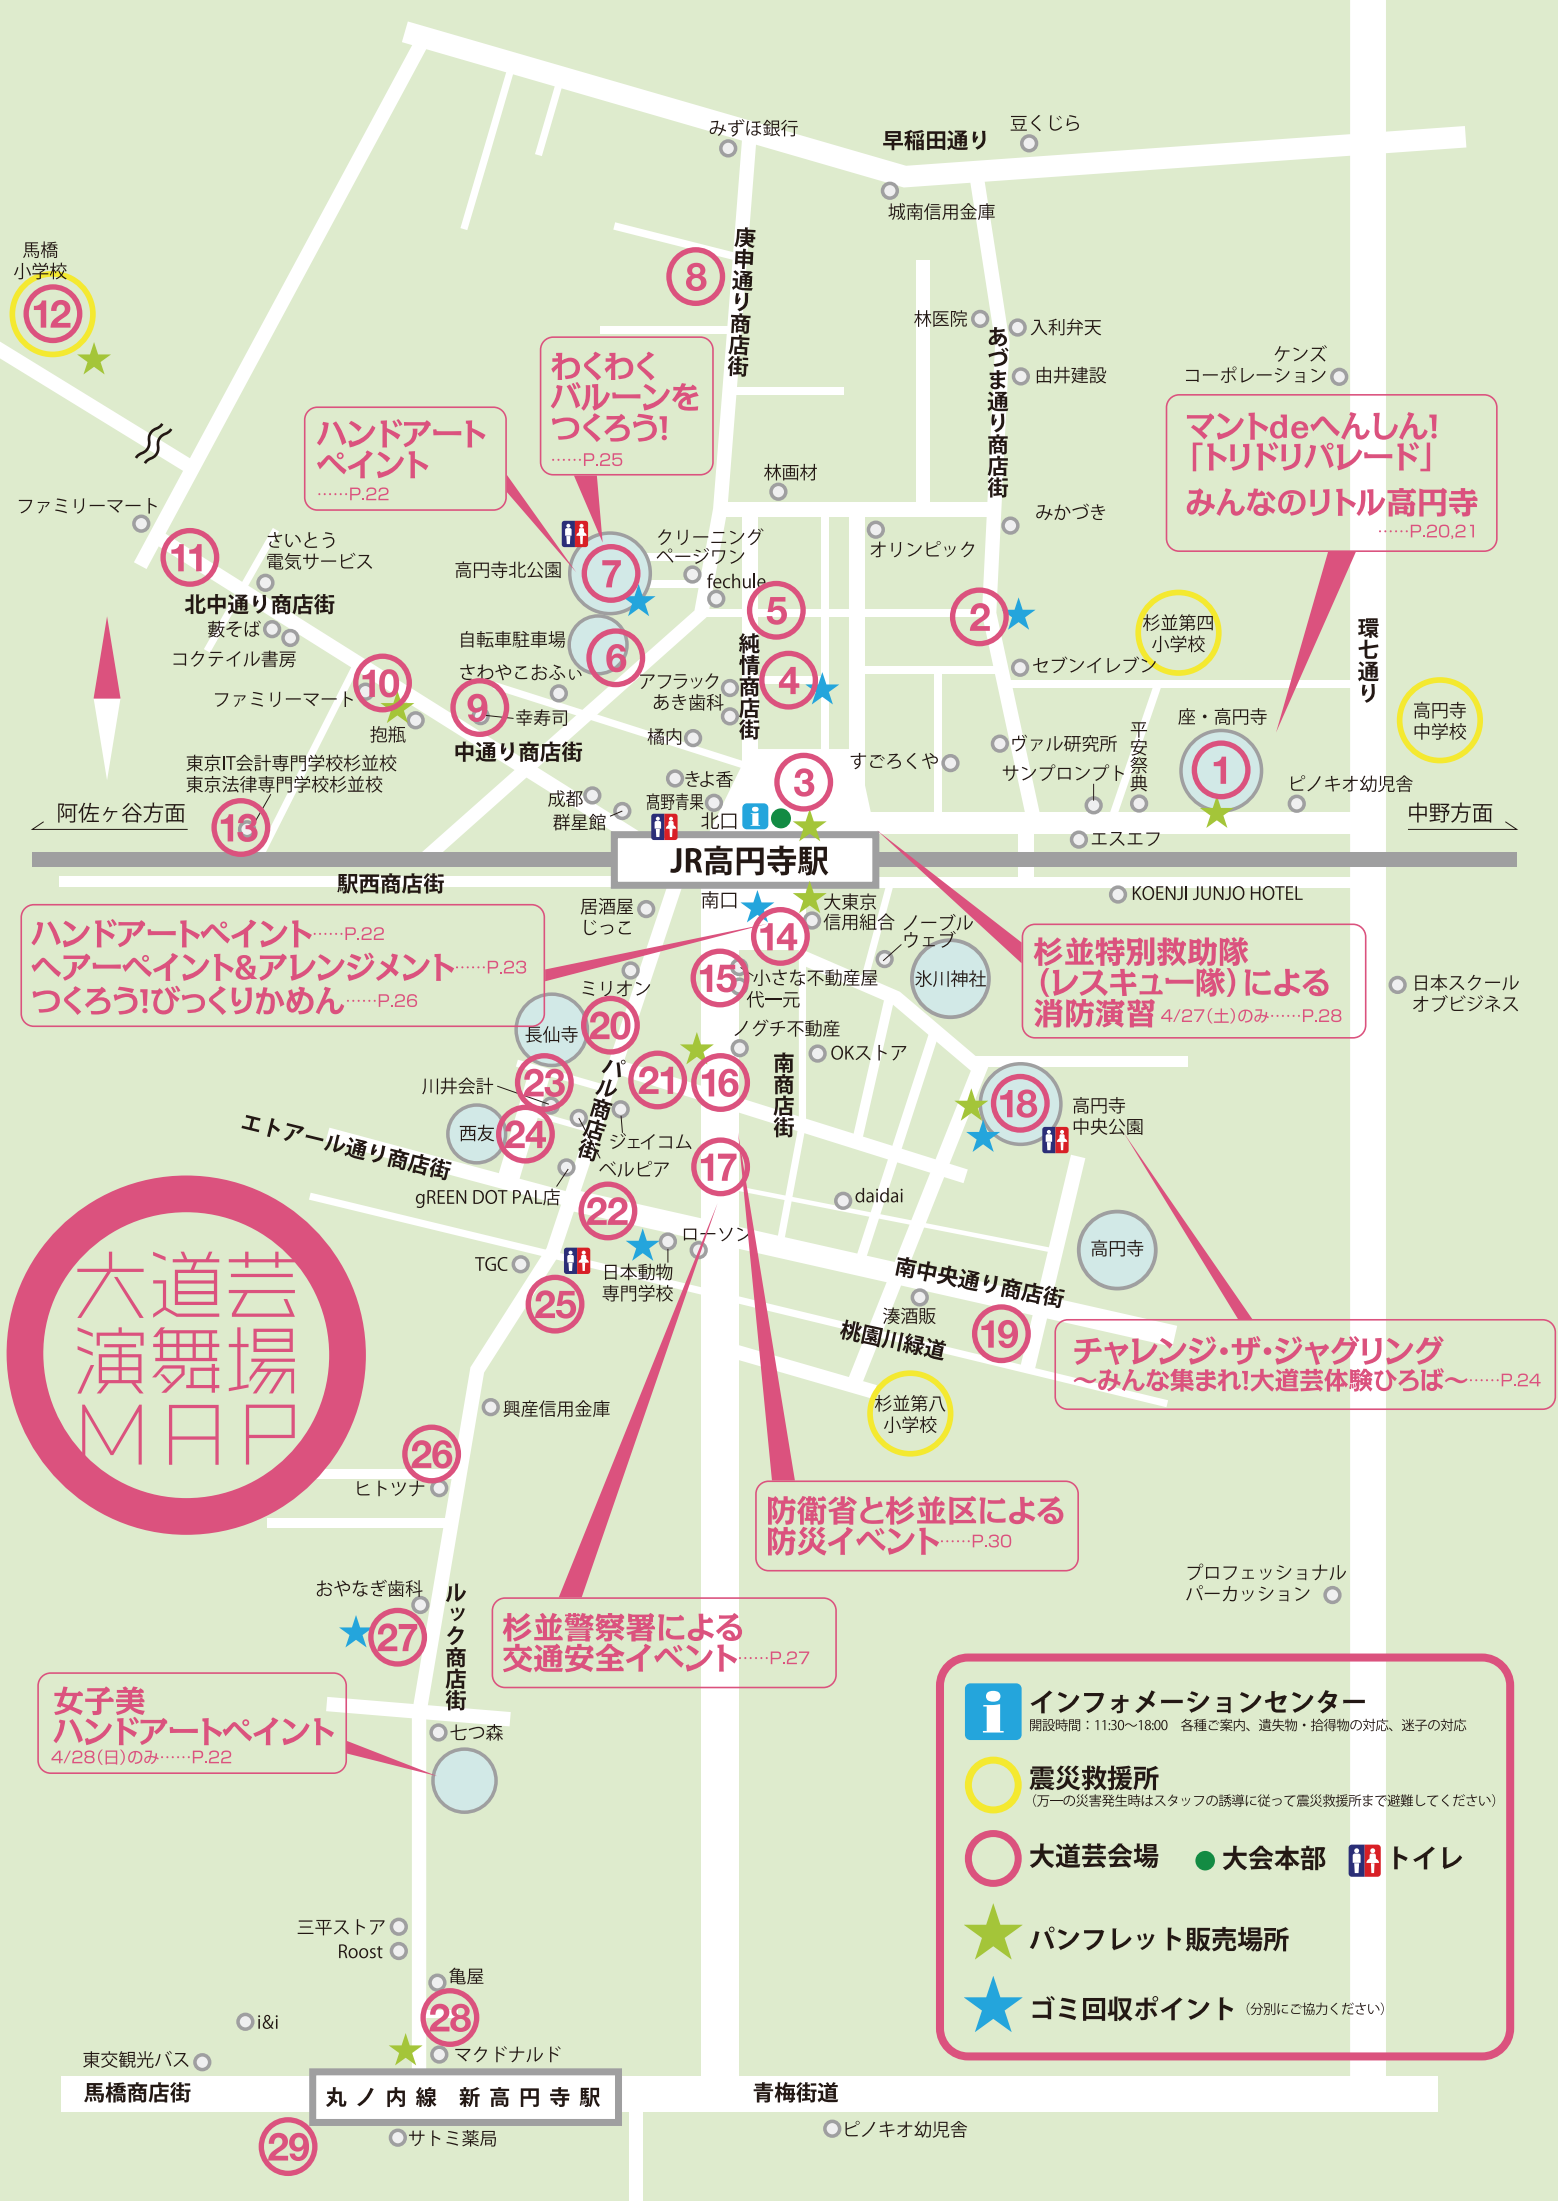 みずほ銀行
早稲田通り
豆くじら
城南信用金庫
馬橋
小学校
12
8
庚申通り商店街
林医院
入利弁天
あづま通り商店街
由井建設
ケンズ
コーポレーション
わくわく
バルーンを
つくろう!
……P.25
ハンドアート
ペイント
……P.22
マントdeへんしん!
「トリドリパレード」
みんなのリトル高円寺
……P.20,21
林画材
みかづき
オリンピック
ファミリーマート
11
さいとう
電気サービス
北中通り商店街
藪そば
コクテイル書房
高円寺北公園
7
クリーニング
ページワン
fechule
5
2
杉並第四
小学校
環七通り
自転車駐車場
6
さわやこおふぃ
純情商店街
アフラック
あき歯科
4
セブンイレブン
ファミリーマート
10
抱瓶
9
幸寿司
中通り商店街
橘内
高円寺
中学校
座・高円寺
1
平安祭典
ヴァル研究所
すごろくや
サンプロンプト
ピノキオ幼児舎
東京IT会計専門学校杉並校
東京法律専門学校杉並校
13
きよ香
3
成都
群星館
髙野青果
北口
i
阿佐ヶ谷方面
中野方面
エスエフ
JR高円寺駅
駅西商店街
KOENJI JUNJO HOTEL
南口
居酒屋
じっこ
大東京
信用組合
ノーブル
ウェブ
14
ハンドアートペイント……P.22
ヘアーペイント&アレンジメント……P.23
つくろう!びっくりかめん……P.26
15
小さな不動産屋
代一元
氷川神社
杉並特別救助隊
(レスキュー隊)による
消防演習 4/27(土)のみ……P.28
日本スクール
オブビジネス
ミリオン
長仙寺
20
ノグチ不動産
OKストア
パル商店街
21
16
南商店街
川井会計
23
18
高円寺
中央公園
エトアール通り商店街
西友
24
ジェイコム
ベルピア
17
gREEN DOT PAL店
daidai
22
ローソン
高円寺
TGC
日本動物
専門学校
25
南中央通り商店街
湊酒販
桃園川緑道
19
大道芸
演舞場
MAP
チャレンジ・ザ・ジャグリング
～みんな集まれ!大道芸体験ひろば～……P.24
杉並第八
小学校
興産信用金庫
26
ヒトツナ
防衛省と杉並区による
防災イベント……P.30
おやなぎ歯科
27
ルック商店街
杉並警察署による
交通安全イベント……P.27
プロフェッショナル
パーカッション
女子美
ハンドアートペイント
4/28(日)のみ……P.22
七つ森
i
インフォメーションセンター
開設時間:11:30～18:00 各種ご案内、遺失物・拾得物の対応、迷子の対応
震災救援所
(万一の災害発生時はスタッフの誘導に従って震災救援所まで避難してください)
大道芸会場
大会本部
トイレ
パンフレット販売場所
ゴミ回収ポイント (分別にご協力ください)
三平ストア
Roost
亀屋
28
マクドナルド
i&i
東交観光バス
馬橋商店街
丸ノ内線 新高円寺駅
青梅街道
29
サトミ薬局
ピノキオ幼児舎